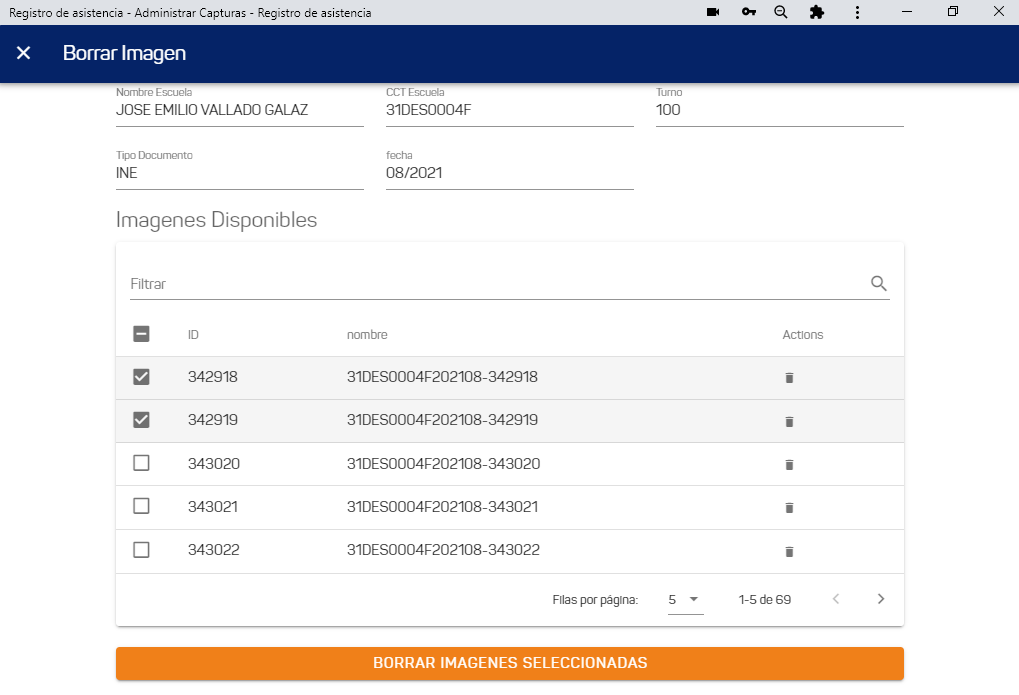 Registro de asistencia - Administrar Capturas - Registro de asistencia
Borrar Imagen
Nombre Escuela CCT Escuela Turno
JOSE EMILIO VALLADO GALAZ 31DES0004F 100
Tipo Documento fecha
INE 08/2021
Imagenes Disponibles
Filtrar
ID nombre Actions
342918 31DES0004F202108-342918
342919 31DES0004F202108-342919
343020 31DES0004F202108-343020
343021 31DES0004F202108-343021
343022 31DES0004F202108-343022
Filas por página: 5 1-5 de 69
BORRAR IMAGENES SELECCIONADAS